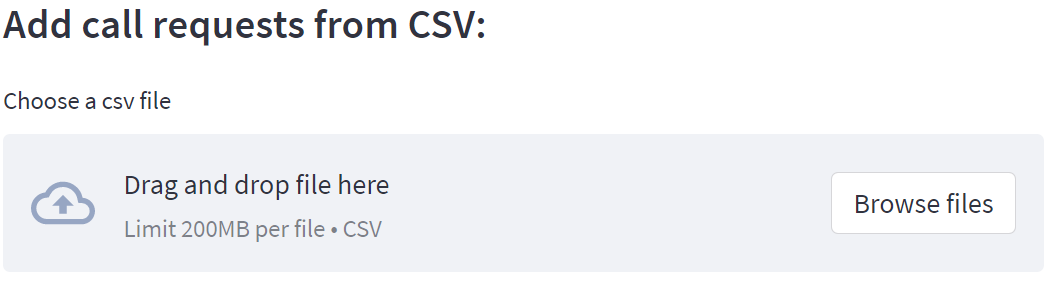 Add call requests from CSV:
Choose a csv file
Drag and drop file here
Limit 200MB per file • CSV
Browse files